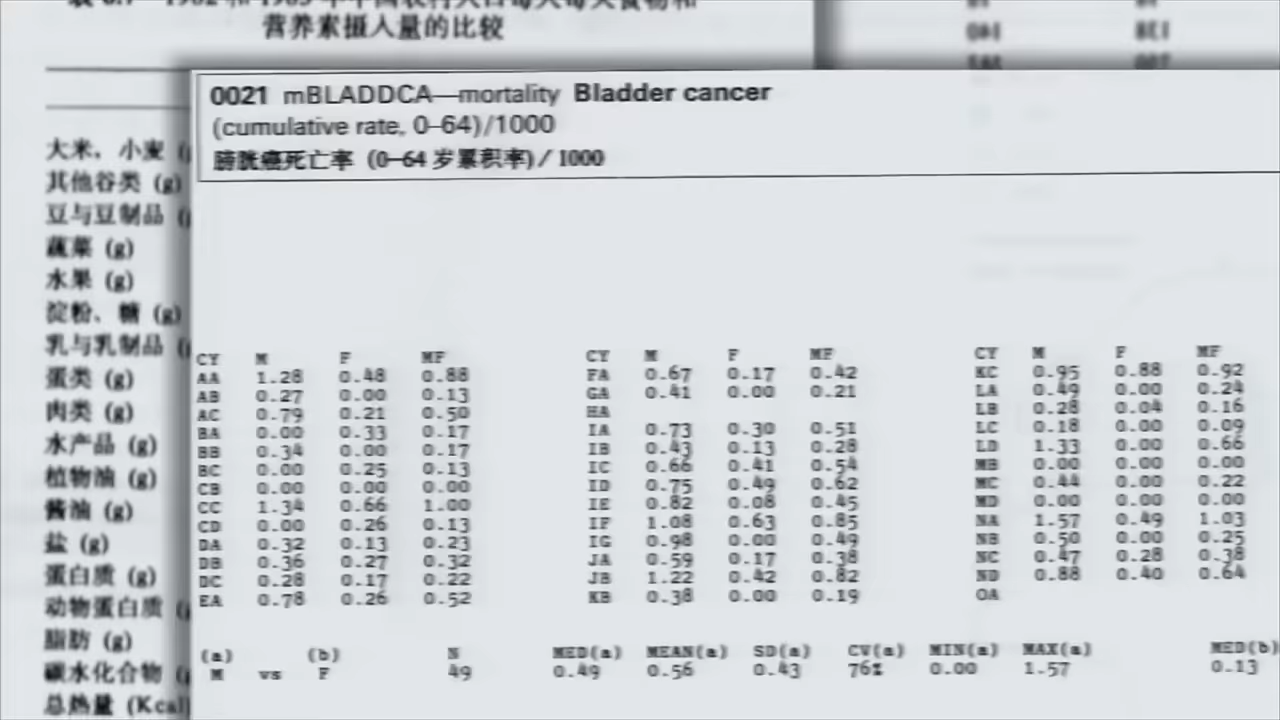 营养素摄入量的比较
0021 mBLADDCA—mortality Bladder cancer
(cumulative rate, 0–64)/1000
膀胱癌死亡率 (0–64 岁累积率) / 1000
大米、小麦
其他谷类 (g)
豆与豆制品
蔬菜 (g)
水果 (g)
淀粉、糖 (g)
乳与乳制品
蛋类 (g)
肉类 (g)
水产品 (g)
植物油 (g)
酱油 (g)
盐 (g)
蛋白质 (g)
动物蛋白质
脂肪 (g)
碳水化合物
总热量 (Kcal
CY M F MF CY M F MF CY M F MF
AA 1.28 0.48 0.88 FA 0.67 0.17 0.42 KC 0.95 0.88 0.92
AB 0.27 0.00 0.13 GA 0.41 0.00 0.21 LA 0.49 0.00 0.24
AC 0.79 0.21 0.50 HA LB 0.28 0.04 0.16
BA 0.00 0.33 0.17 IA 0.73 0.30 0.51 LC 0.18 0.00 0.09
BB 0.34 0.00 0.17 IB 0.43 0.13 0.28 LD 1.33 0.00 0.66
BC 0.00 0.25 0.13 IC 0.66 0.41 0.54 MB 0.00 0.00 0.00
CB 0.00 0.00 0.00 ID 0.75 0.49 0.62 MC 0.44 0.00 0.22
CC 1.34 0.66 1.00 IE 0.82 0.08 0.45 MD 0.00 0.00 0.00
CD 0.00 0.26 0.13 IF 1.08 0.63 0.85 NA 1.57 0.49 1.03
DA 0.32 0.13 0.23 IG 0.98 0.00 0.49 NB 0.50 0.00 0.25
DB 0.36 0.27 0.32 JA 0.59 0.17 0.38 NC 0.47 0.28 0.38
DC 0.28 0.17 0.22 JB 1.22 0.42 0.82 ND 0.88 0.40 0.64
EA 0.78 0.26 0.52 KB 0.38 0.00 0.19 OA
(a) (b) N MED(a) MEAN(a) SD(a) CV(a) MIN(a) MAX(a) MED(b)
M vs F 49 0.49 0.56 0.43 76% 0.00 1.57 0.13